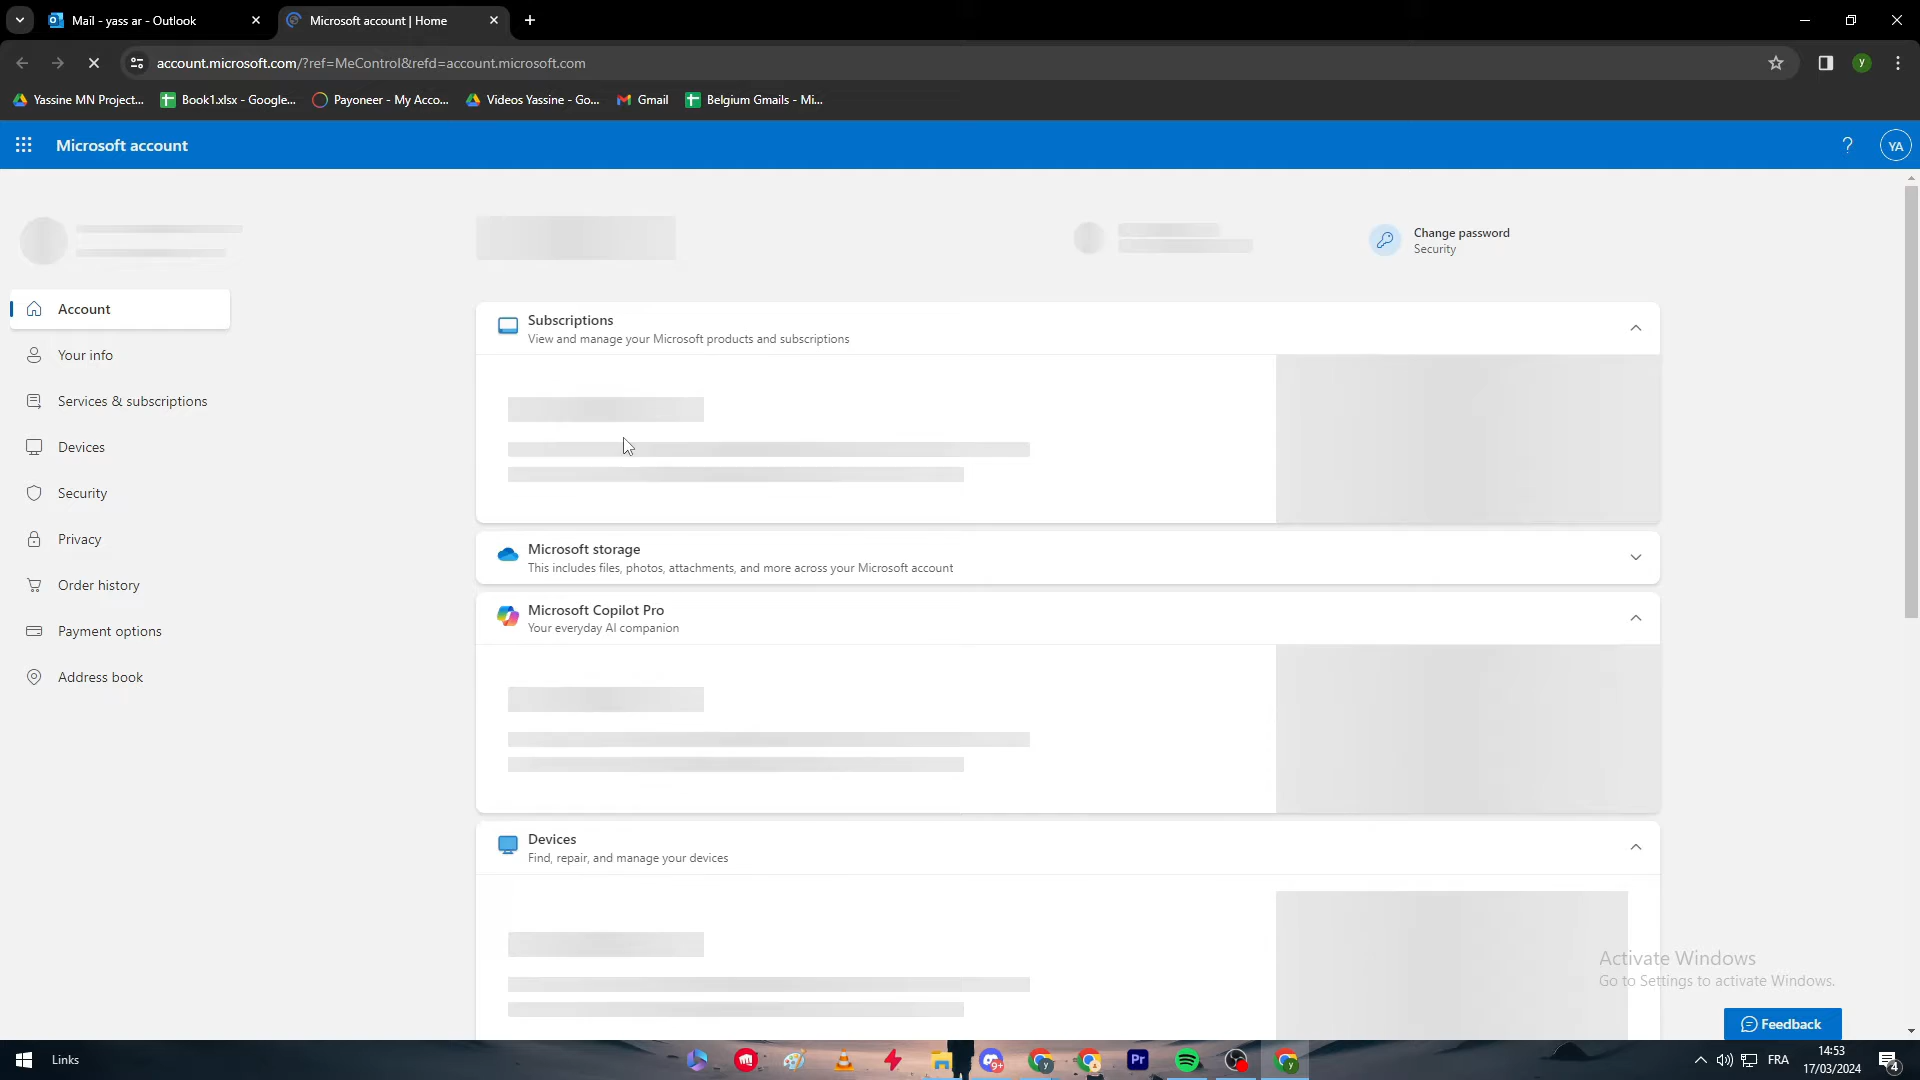 Mail - yass ar - Outlook
Microsoft account | Home
account.microsoft.com/?ref=MeControl&refd=account.microsoft.com
y
Yassine MN Project...
Book1.xlsx - Google...
Payoneer - My Acco...
Videos Yassine - Go...
Gmail
Belgium Gmails - Mi...
Microsoft account
?
YA
Change password
Security
Account
Your info
Services & subscriptions
Devices
Security
Privacy
Order history
Payment options
Address book
Subscriptions
View and manage your Microsoft products and subscriptions
Microsoft storage
This includes files, photos, attachments, and more across your Microsoft account
Microsoft Copilot Pro
Your everyday AI companion
Devices
Find, repair, and manage your devices
Activate Windows
Go to Settings to activate Windows.
Feedback
Links
9+
y
Pr
y
FRA
14:53
17/03/2024
4